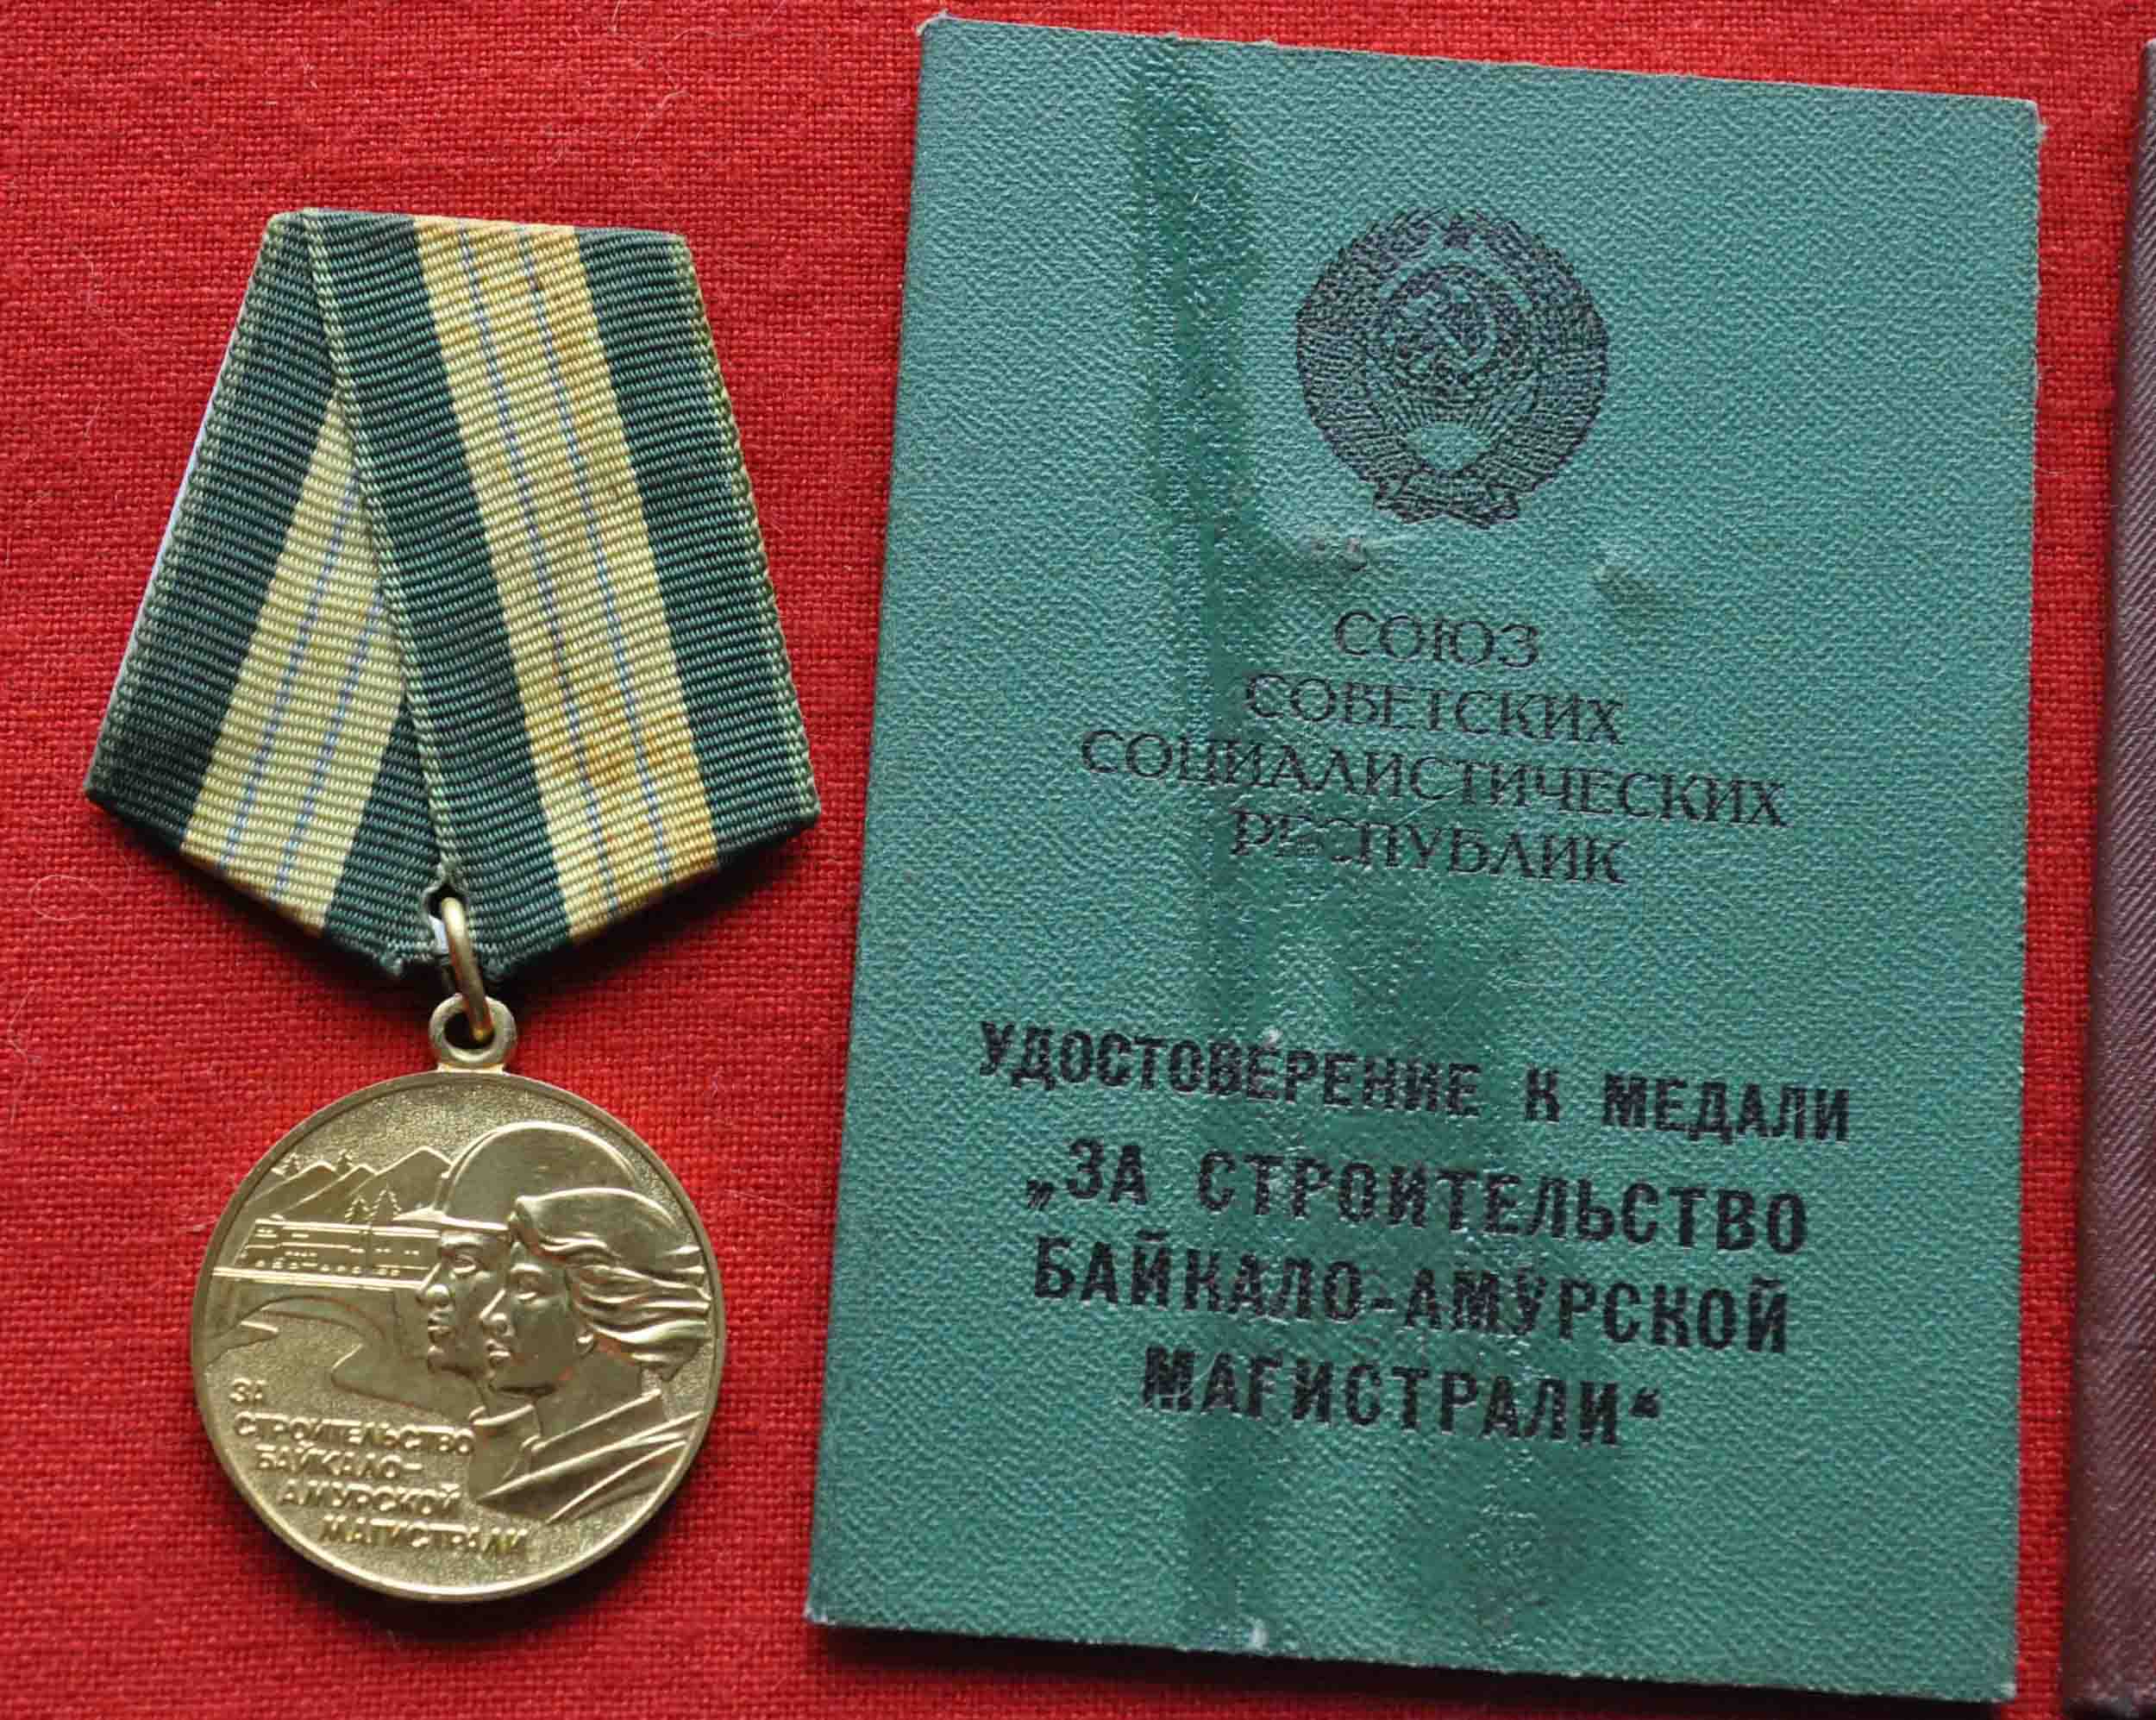 ЗА
СТРОИТЕЛЬСТВО
БАЙКАЛО-
АМУРСКОЙ
МАГИСТРАЛИ
СОЮЗ
СОВЕТСКИХ
СОЦИАЛИСТИЧЕСКИХ
РЕСПУБЛИК
УДОСТОВЕРЕНИЕ К МЕДАЛИ
„ЗА СТРОИТЕЛЬСТВО
БАЙКАЛО-АМУРСКОЙ
МАГИСТРАЛИ“